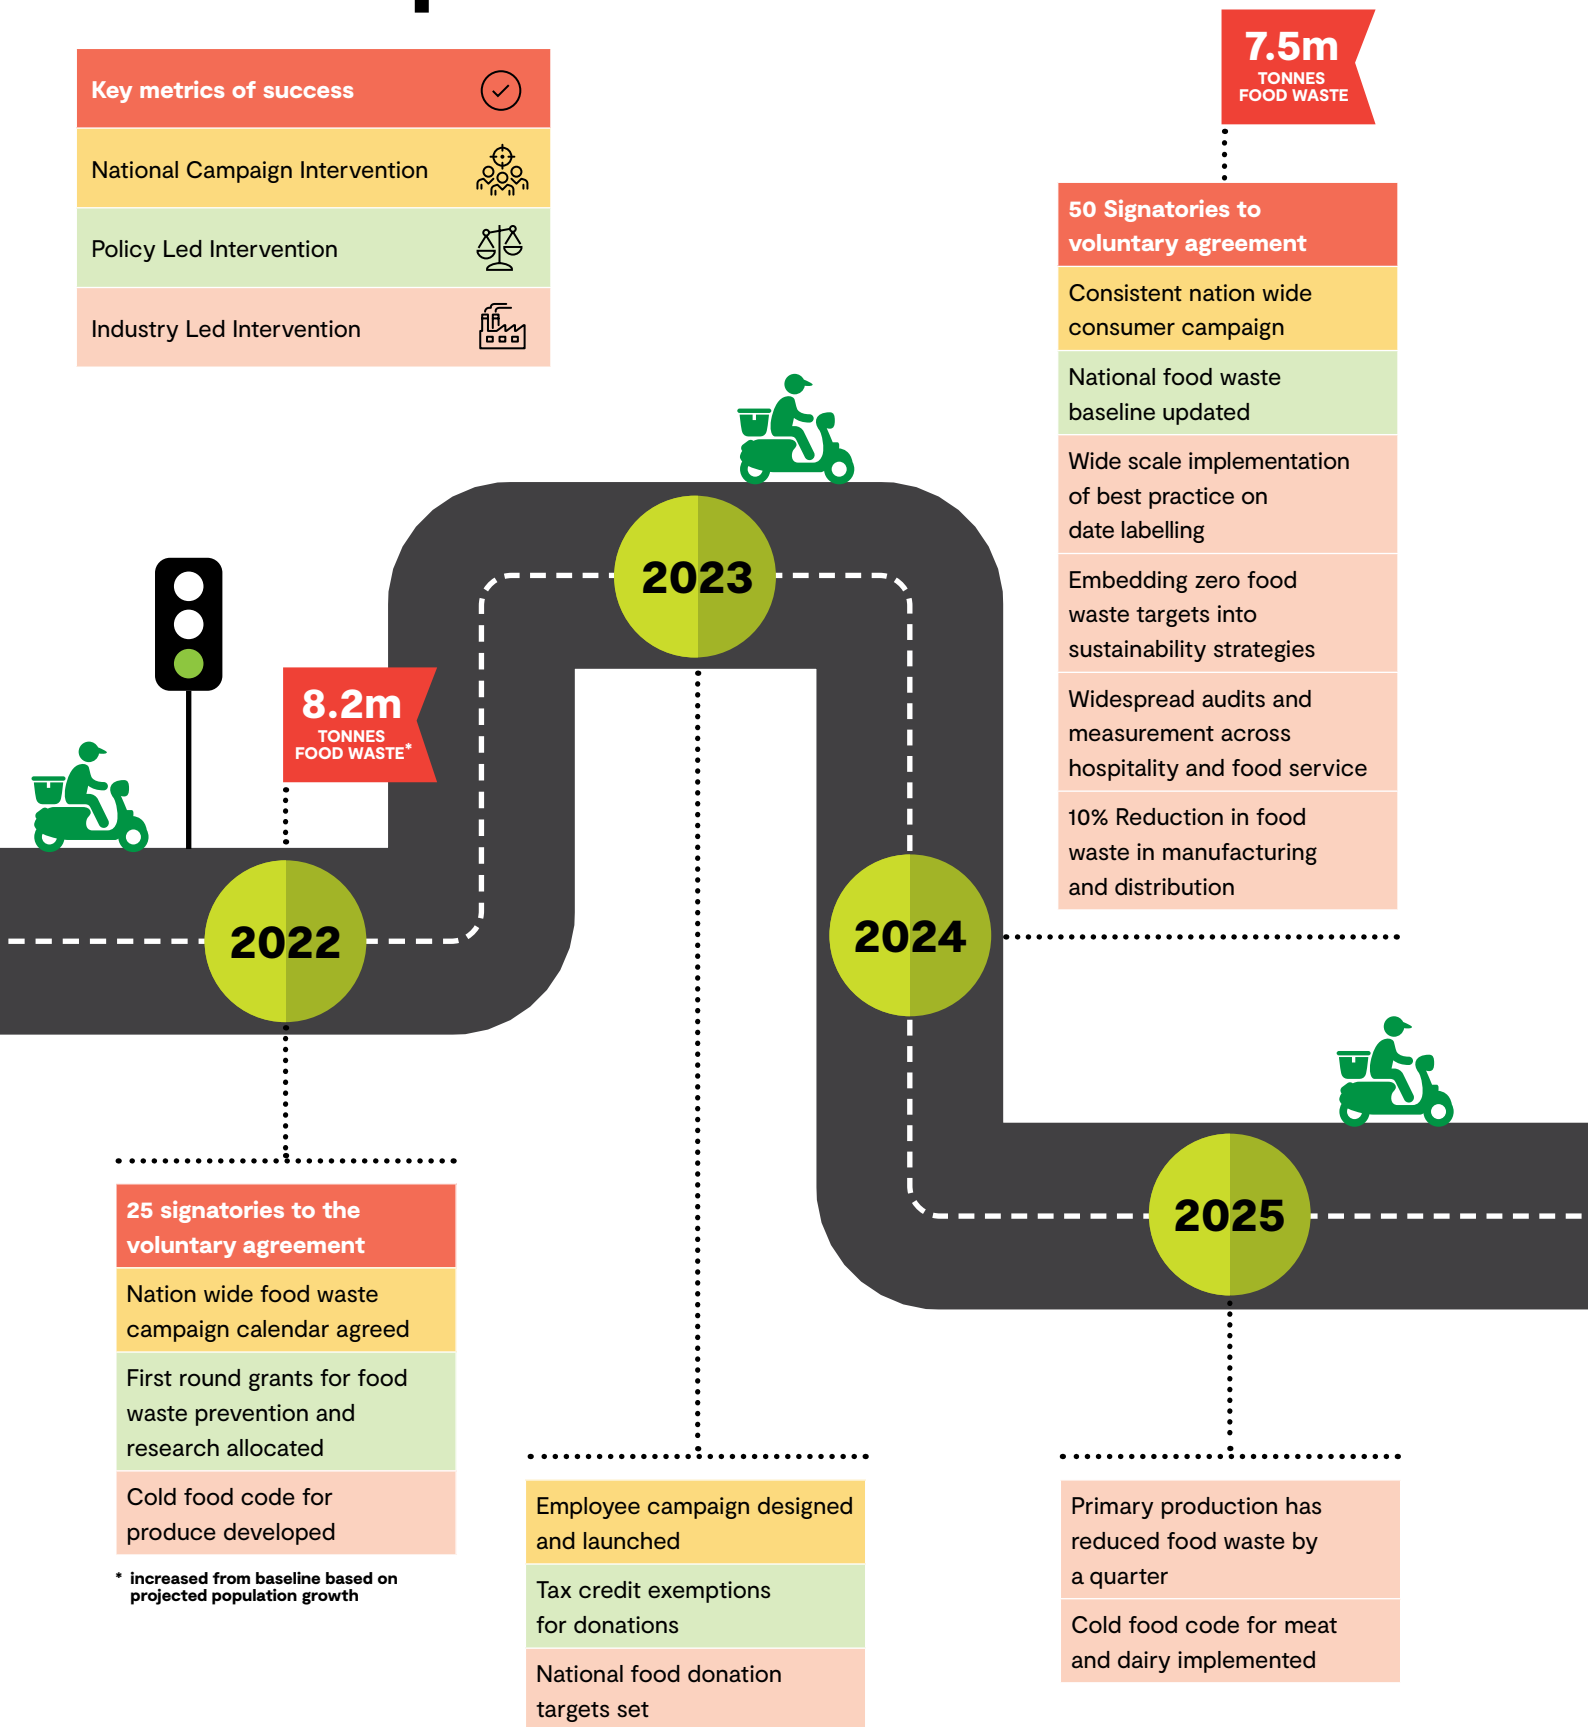 Key metrics of success
National Campaign Intervention
Policy Led Intervention
Industry Led Intervention
7.5m
TONNES
FOOD WASTE
50 Signatories to
voluntary agreement
Consistent nation wide
consumer campaign
National food waste
baseline updated
Wide scale implementation
of best practice on
date labelling
Embedding zero food
waste targets into
sustainability strategies
Widespread audits and
measurement across
hospitality and food service
10% Reduction in food
waste in manufacturing
and distribution
2023
8.2m
TONNES
FOOD WASTE*
2022
2024
2025
25 signatories to the
voluntary agreement
Nation wide food waste
campaign calendar agreed
First round grants for food
waste prevention and
research allocated
Cold food code for
produce developed
* increased from baseline based on
projected population growth
Employee campaign designed
and launched
Tax credit exemptions
for donations
National food donation
targets set
Primary production has
reduced food waste by
a quarter
Cold food code for meat
and dairy implemented